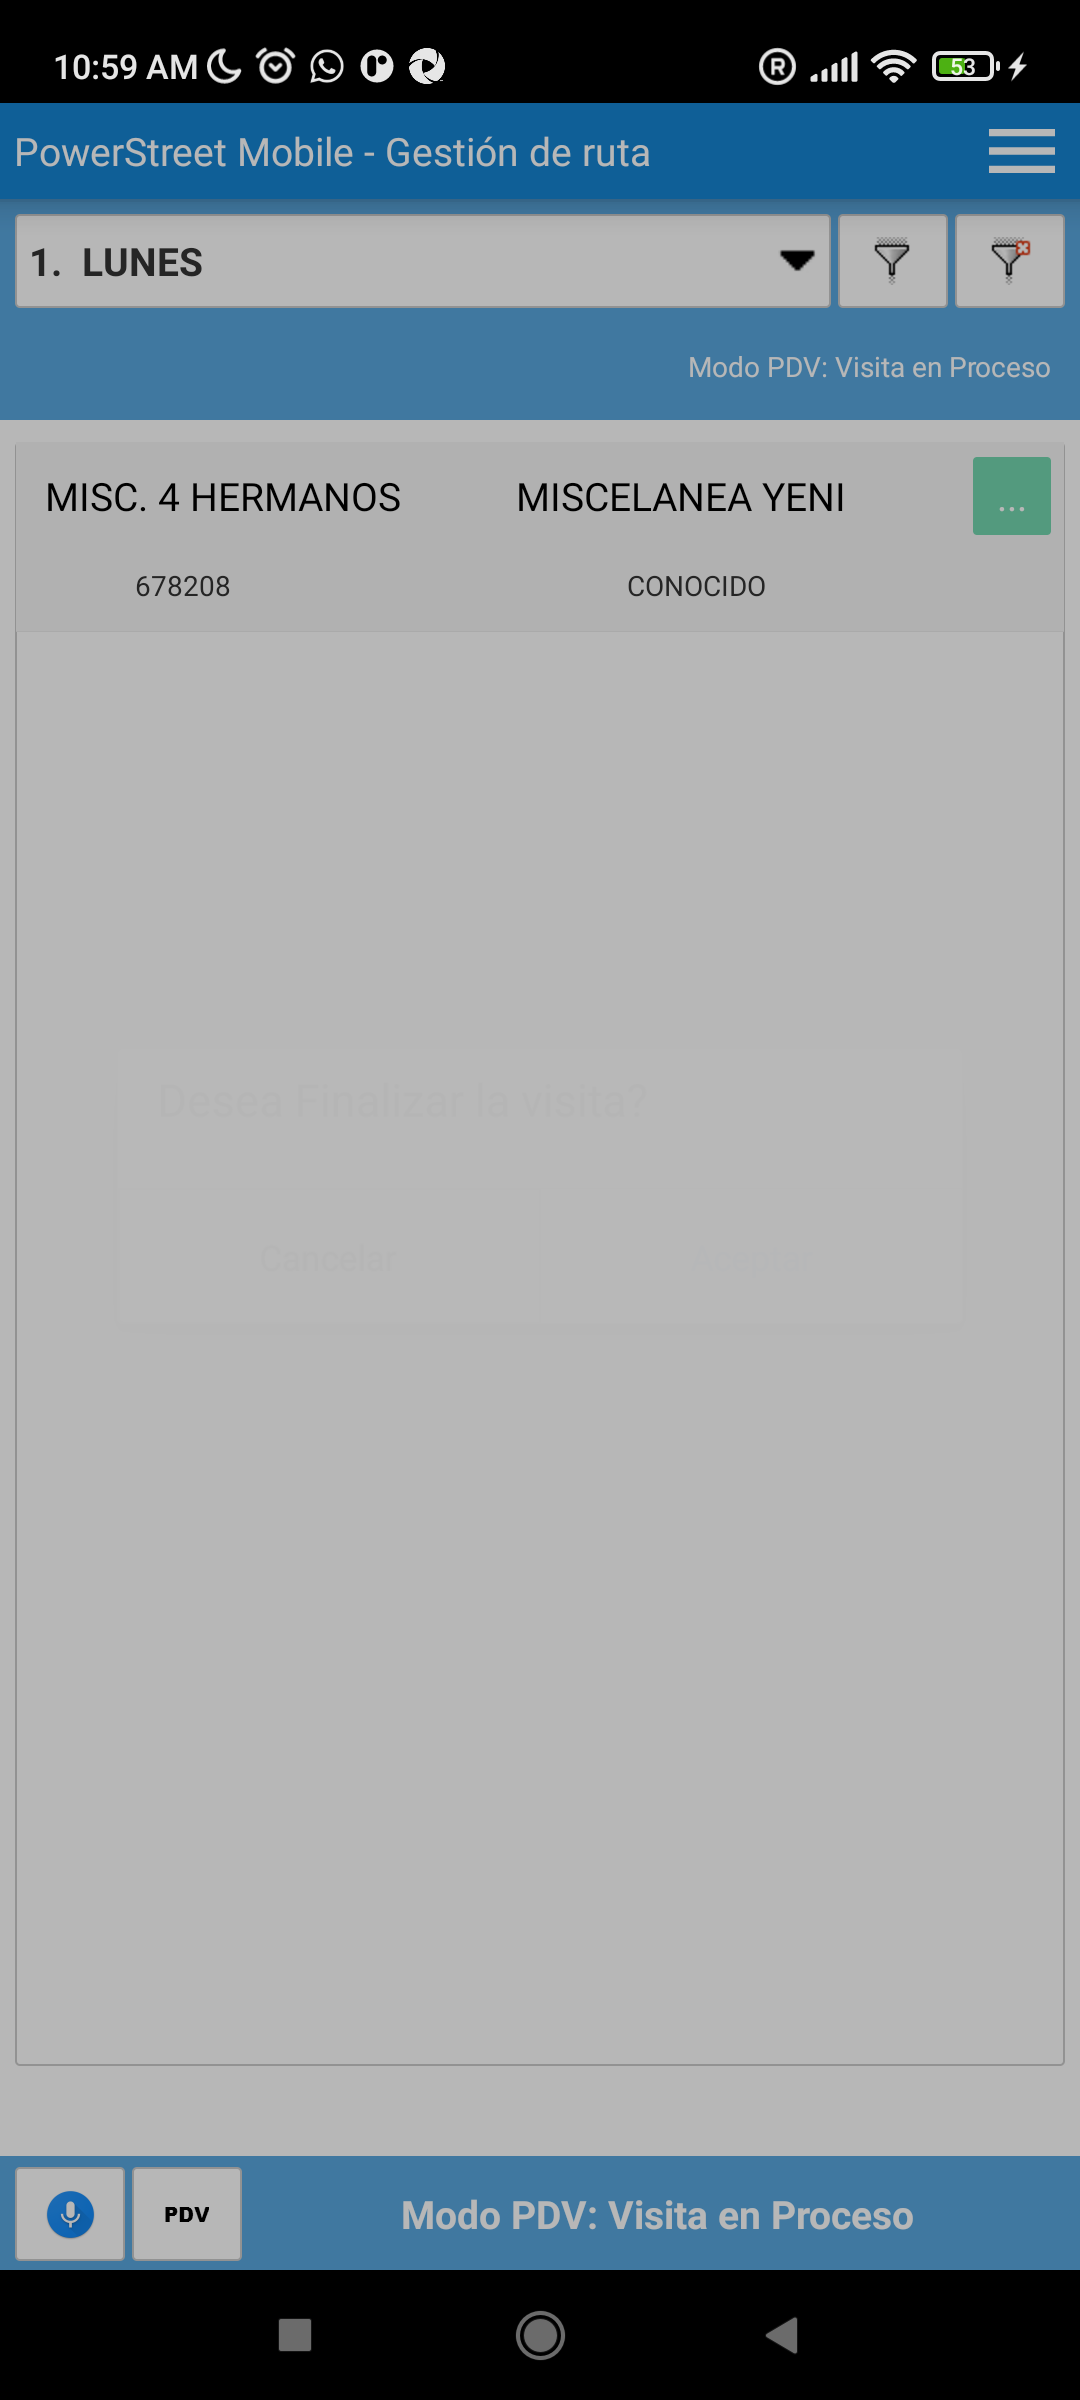 10:59 AM
53
PowerStreet Mobile - Gestión de ruta
1. LUNES
Modo PDV: Visita en Proceso
MISC. 4 HERMANOS MISCELANEA YENI ...
678208 CONOCIDO
Desea Finalizar la visita?
Cancelar
PDV Modo PDV: Visita en Proceso